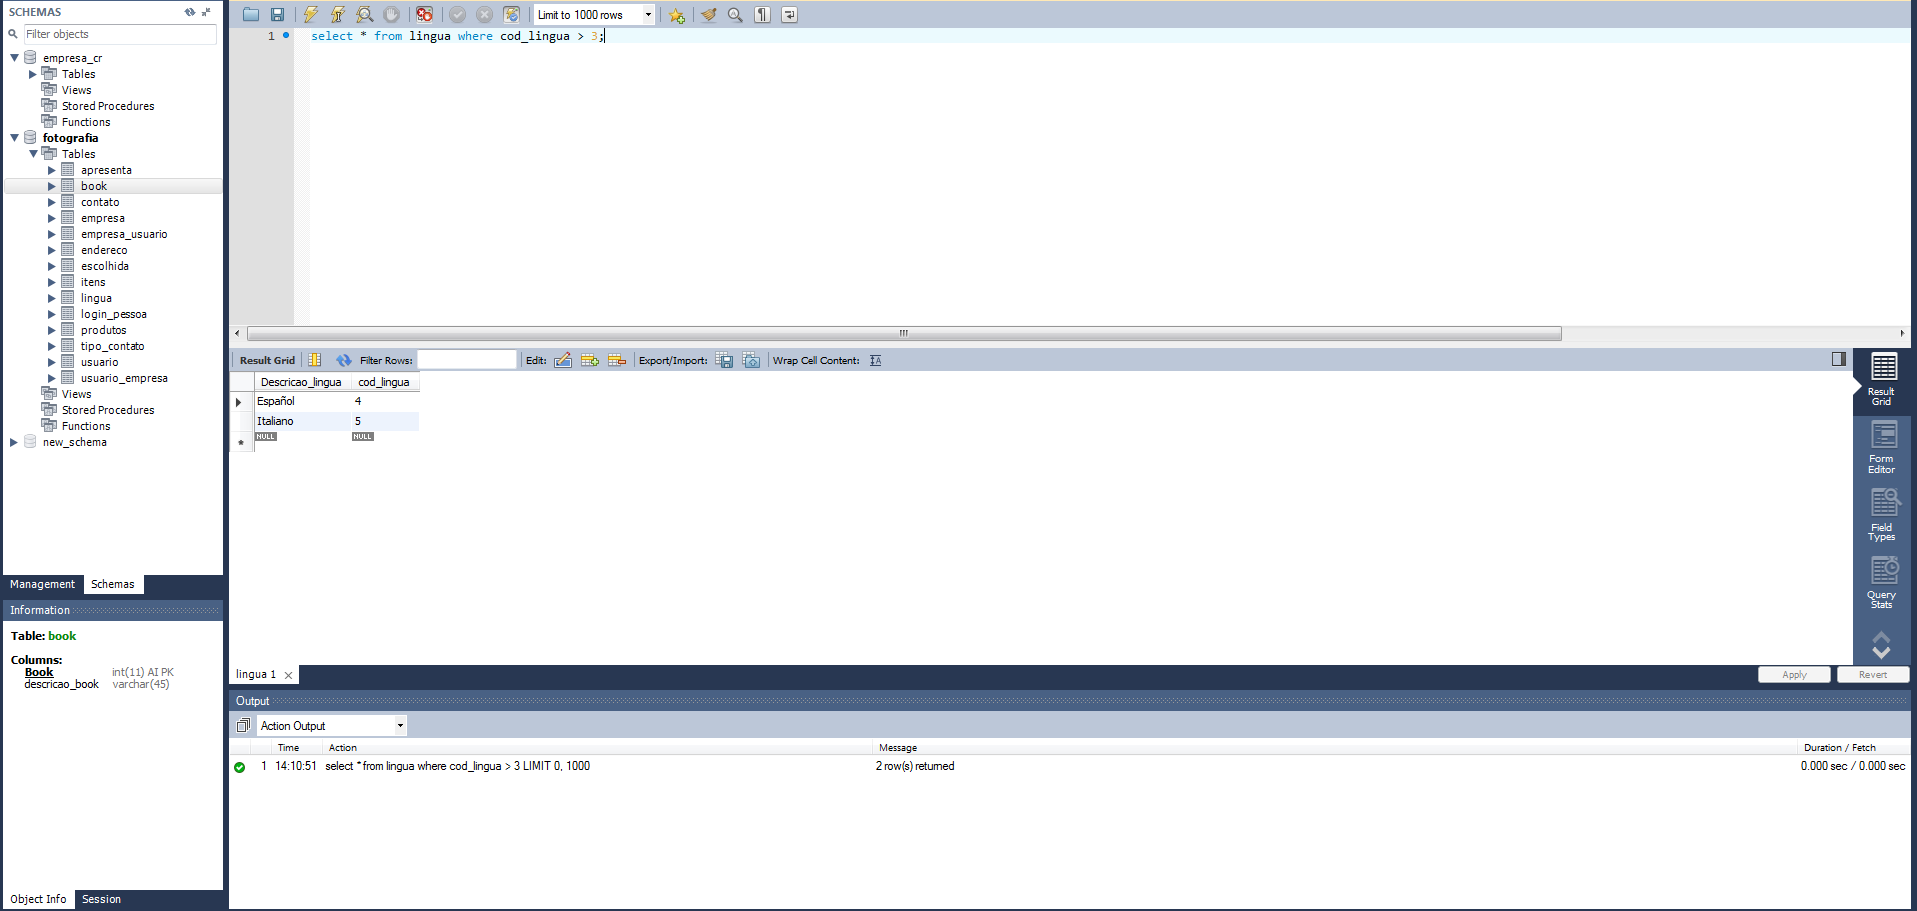 SCHEMAS
Filter objects
empresa_cr
Tables
Views
Stored Procedures
Functions
fotografia
Tables
apresenta
book
contato
empresa
empresa_usuario
endereco
escolhida
itens
lingua
login_pessoa
produtos
tipo_contato
usuario
usuario_empresa
Views
Stored Procedures
Functions
new_schema
Management Schemas
Information
Table: book
Columns:
Book int(11) AI PK
descricao_book varchar(45)
Object Info Session
Limit to 1000 rows
1 select * from lingua where cod_lingua > 3;
Result Grid Filter Rows: Edit: Export/Import: Wrap Cell Content:
Descricao_lingua cod_lingua
Español 4
Italiano 5
NULL NULL
Result
Grid
Form
Editor
Field
Types
Query
Stats
lingua 1
Apply Revert
Output
Action Output
Time Action Message Duration / Fetch
1 14:10:51 select * from lingua where cod_lingua > 3 LIMIT 0, 1000 2 row(s) returned 0.000 sec / 0.000 sec